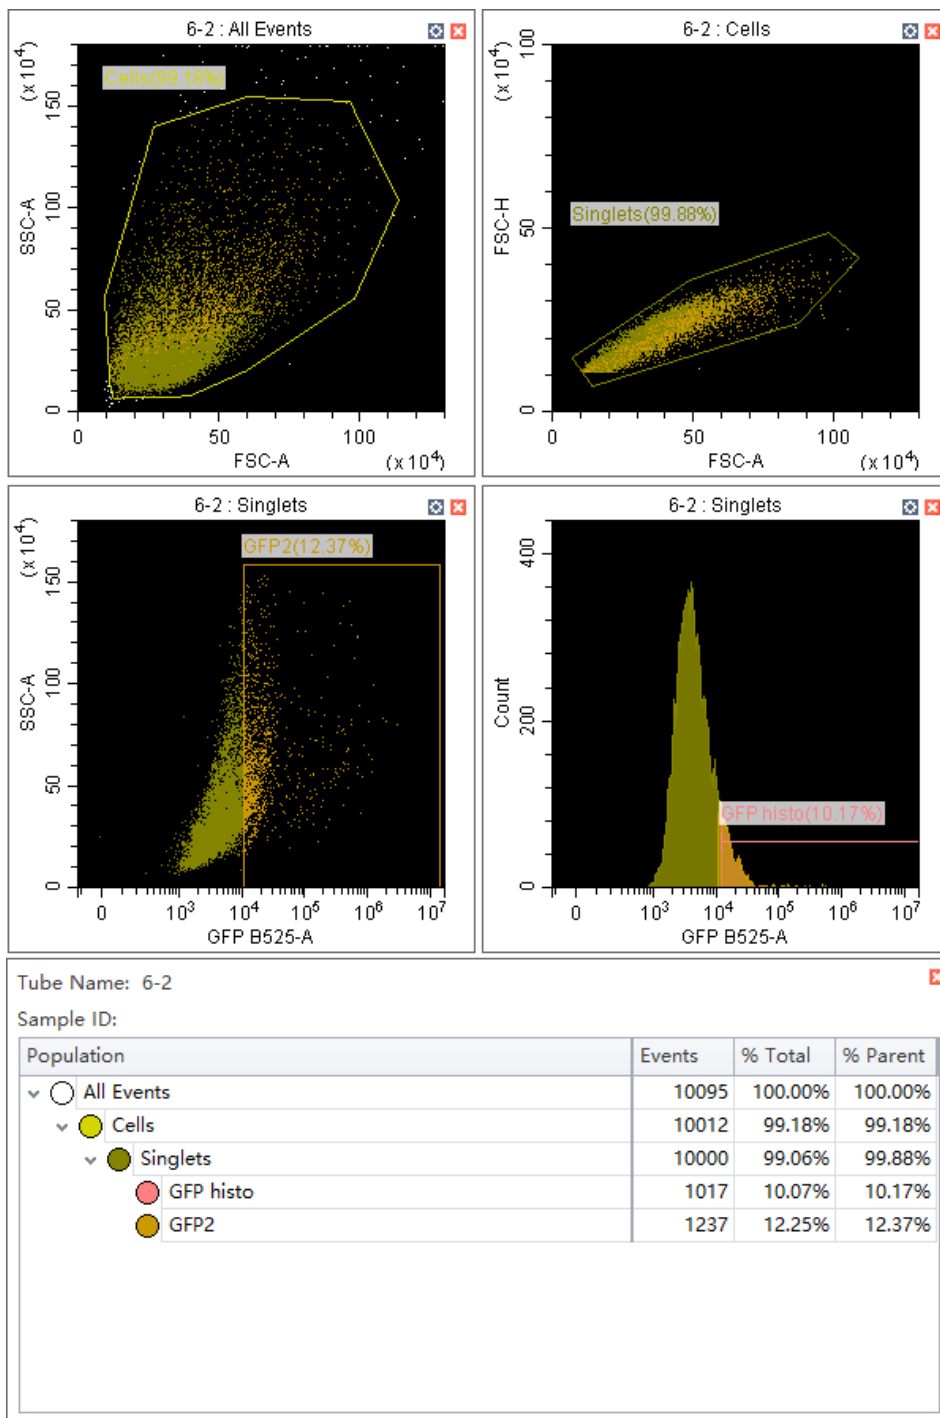 6-2 : All Events
Cells(99.18%)
(x 10⁴)
SSC-A
150
100
50
0
0 50 100
FSC-A (x 10⁴)
6-2 : Cells
Singlets(99.88%)
(x 10⁴)
FSC-H
100
50
0
0 50 100
FSC-A (x 10⁴)
6-2 : Singlets
GFP2(12.37%)
(x 10⁴)
SSC-A
150
100
50
0
0 10³ 10⁴ 10⁵ 10⁶ 10⁷
GFP B525-A
6-2 : Singlets
GFP histo(10.17%)
Count
400
200
0
0 10³ 10⁴ 10⁵ 10⁶ 10⁷
GFP B525-A
Tube Name: 6-2
Sample ID:
Population Events % Total % Parent
All Events 10095 100.00% 100.00%
Cells 10012 99.18% 99.18%
Singlets 10000 99.06% 99.88%
GFP histo 1017 10.07% 10.17%
GFP2 1237 12.25% 12.37%